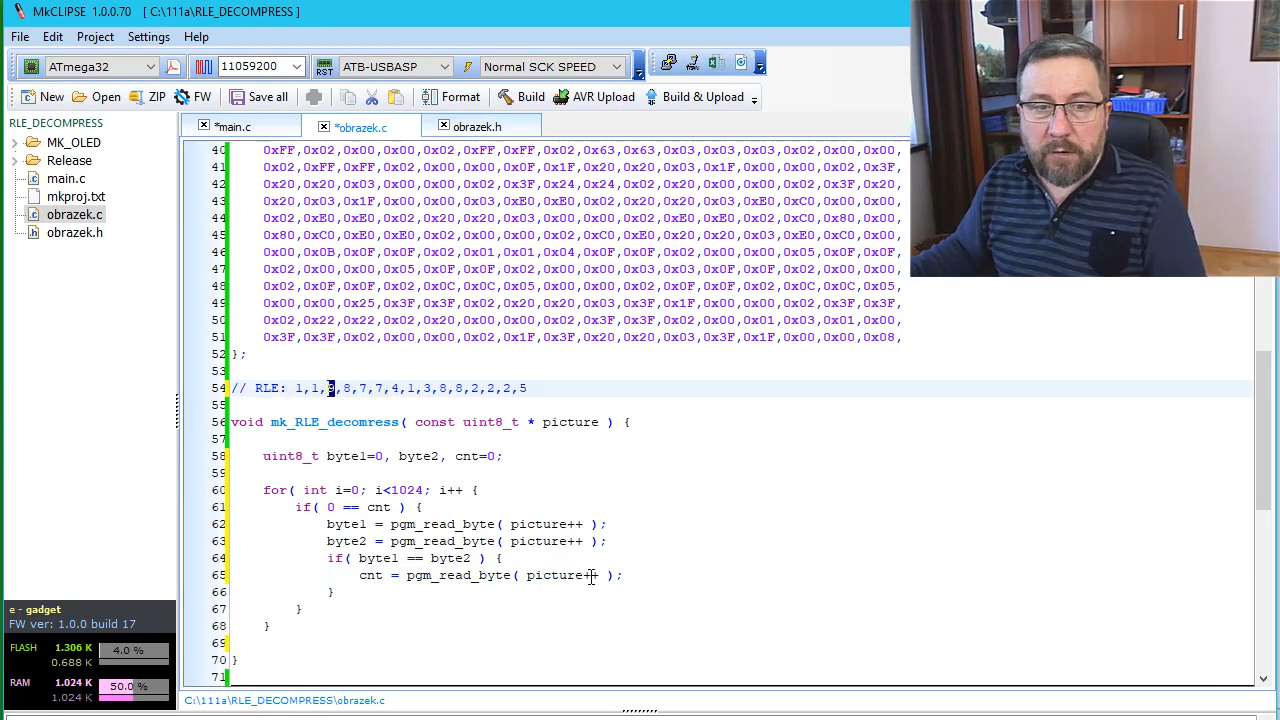 MkCLIPSE 1.0.0.70 [ C:\111a\RLE_DECOMPRESS ]
File Edit Project Settings Help
ATmega32 11059200 RST ATB-USBASP Normal SCK SPEED
New Open ZIP FW Save all Format Build AVR Upload Build & Upload
RLE_DECOMPRESS
MK_OLED
Release
main.c
mkproj.txt
obrazek.c
obrazek.h
*main.c *obrazek.c obrazek.h
40 0xFF,0x02,0x00,0x00,0x02,0xFF,0xFF,0x02,0x63,0x63,0x03,0x03,0x03,0x02,0x00,0x00,
41 0x02,0xFF,0xFF,0x02,0x00,0x00,0x0F,0x1F,0x20,0x20,0x03,0x1F,0x00,0x00,0x02,0x3F,
42 0x20,0x20,0x03,0x00,0x00,0x02,0x3F,0x24,0x24,0x02,0x20,0x00,0x00,0x02,0x3F,0x20,
43 0x20,0x03,0x1F,0x00,0x00,0x03,0xE0,0xE0,0x02,0x00,0x00,0x03,0xE0,0xC0,0x00,0x00,
44 0x02,0xE0,0xE0,0x02,0x20,0x20,0x03,0x00,0x00,0x02,0xE0,0xE0,0x02,0xC0,0x80,0x00,
45 0x80,0xC0,0xE0,0xE0,0x02,0x00,0x00,0x02,0xC0,0xE0,0x20,0x20,0x03,0xE0,0xC0,0x00,
46 0x00,0x0B,0x0F,0x0F,0x02,0x01,0x01,0x04,0x0F,0x0F,0x02,0x00,0x00,0x05,0x0F,0x0F,
47 0x02,0x00,0x00,0x05,0x0F,0x0F,0x02,0x00,0x00,0x03,0x03,0x0F,0x0F,0x02,0x00,0x00,
48 0x02,0x0F,0x0F,0x02,0x0C,0x0C,0x05,0x0F,0x0F,0x02,0x0F,0x0F,0x02,0x0C,0x0C,0x05,
49 0x00,0x00,0x25,0x3F,0x3F,0x02,0x20,0x20,0x03,0x3F,0x1F,0x00,0x00,0x02,0x3F,0x3F,
50 0x02,0x22,0x22,0x02,0x20,0x00,0x00,0x02,0x3F,0x3F,0x02,0x00,0x01,0x03,0x01,0x00,
51 0x3F,0x3F,0x02,0x00,0x00,0x02,0x1F,0x3F,0x20,0x20,0x03,0x3F,0x1F,0x00,0x00,0x08,
52 };
53
54 // RLE: 1,1,9,8,7,7,4,1,3,8,8,2,2,2,5
55
56 void mk_RLE_decomress( const uint8_t * picture ) {
57
58 uint8_t byte1=0, byte2, cnt=0;
59
60 for( int i=0; i<1024; i++ {
61 if( 0 == cnt ) {
62 byte1 = pgm_read_byte( picture++ );
63 byte2 = pgm_read_byte( picture++ );
64 if( byte1 == byte2 ) {
65 cnt = pgm_read_byte( picture++ );
66 }
67 }
68 }
69
70 }
71
e - gadget
FW ver: 1.0.0 build 17
FLASH 1.306 K 4.0 %
0.688 K
RAM 1.024 K 50.0 %
1.024 K
C:\111a\RLE_DECOMPRESS\obrazek.c